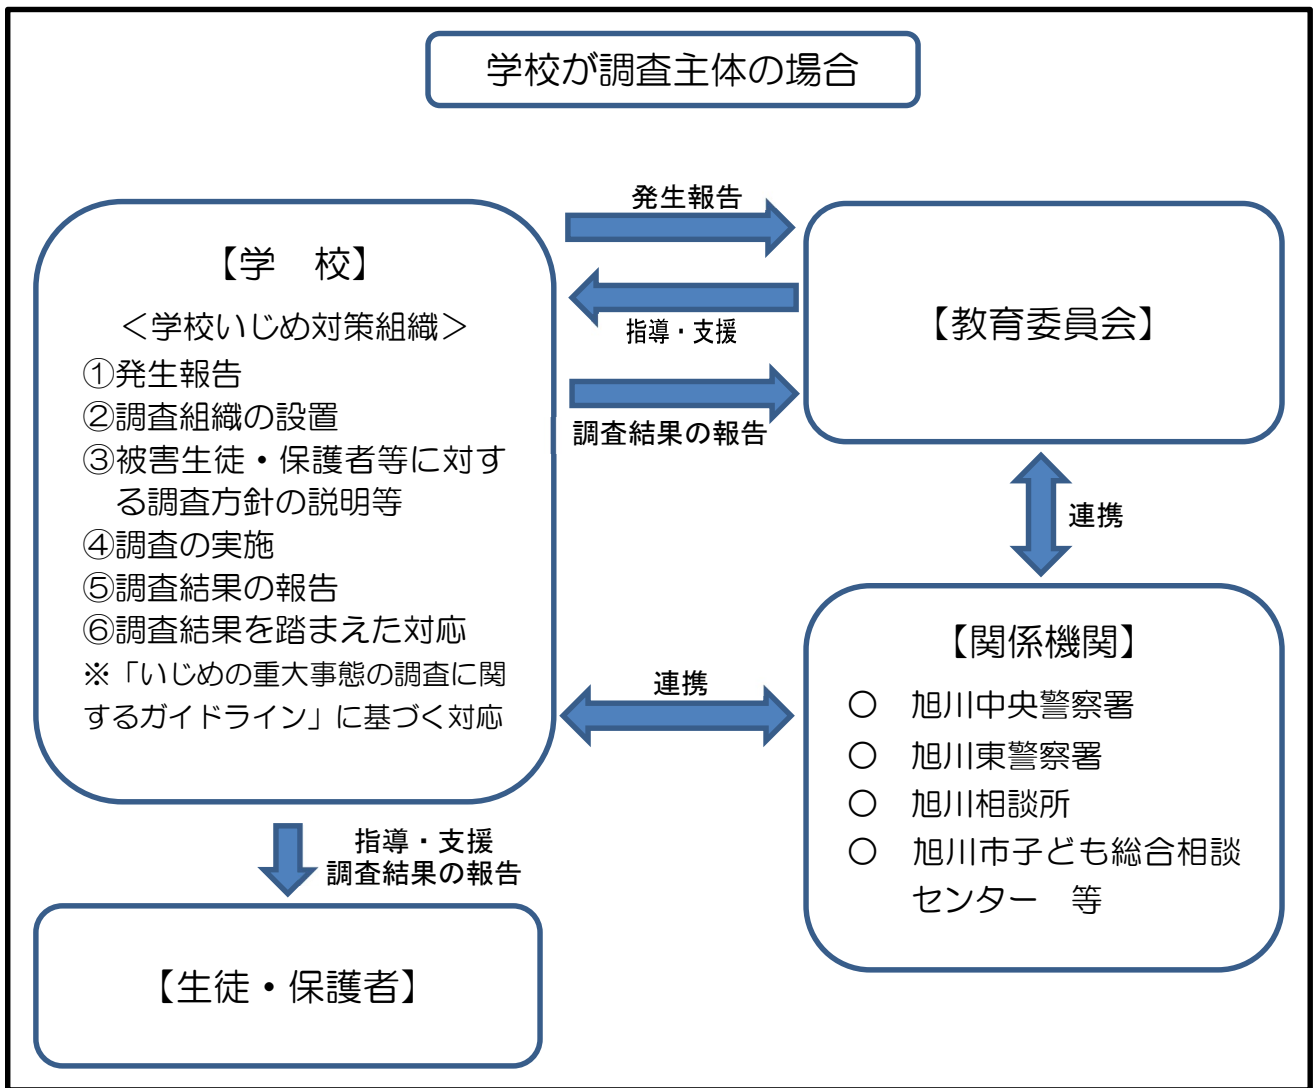 学校が調査主体の場合
発生報告
【学　校】
＜学校いじめ対策組織＞
①発生報告
②調査組織の設置
③被害生徒・保護者等に対す
る調査方針の説明等
④調査の実施
⑤調査結果の報告
⑥調査結果を踏まえた対応
※「いじめの重大事態の調査に関
するガイドライン」に基づく対応
指導・支援
調査結果の報告
【教育委員会】
連携
連携
【関係機関】
○　旭川中央警察署
○　旭川東警察署
○　旭川相談所
○　旭川市子ども総合相談
センター　等
指導・支援
調査結果の報告
【生徒・保護者】